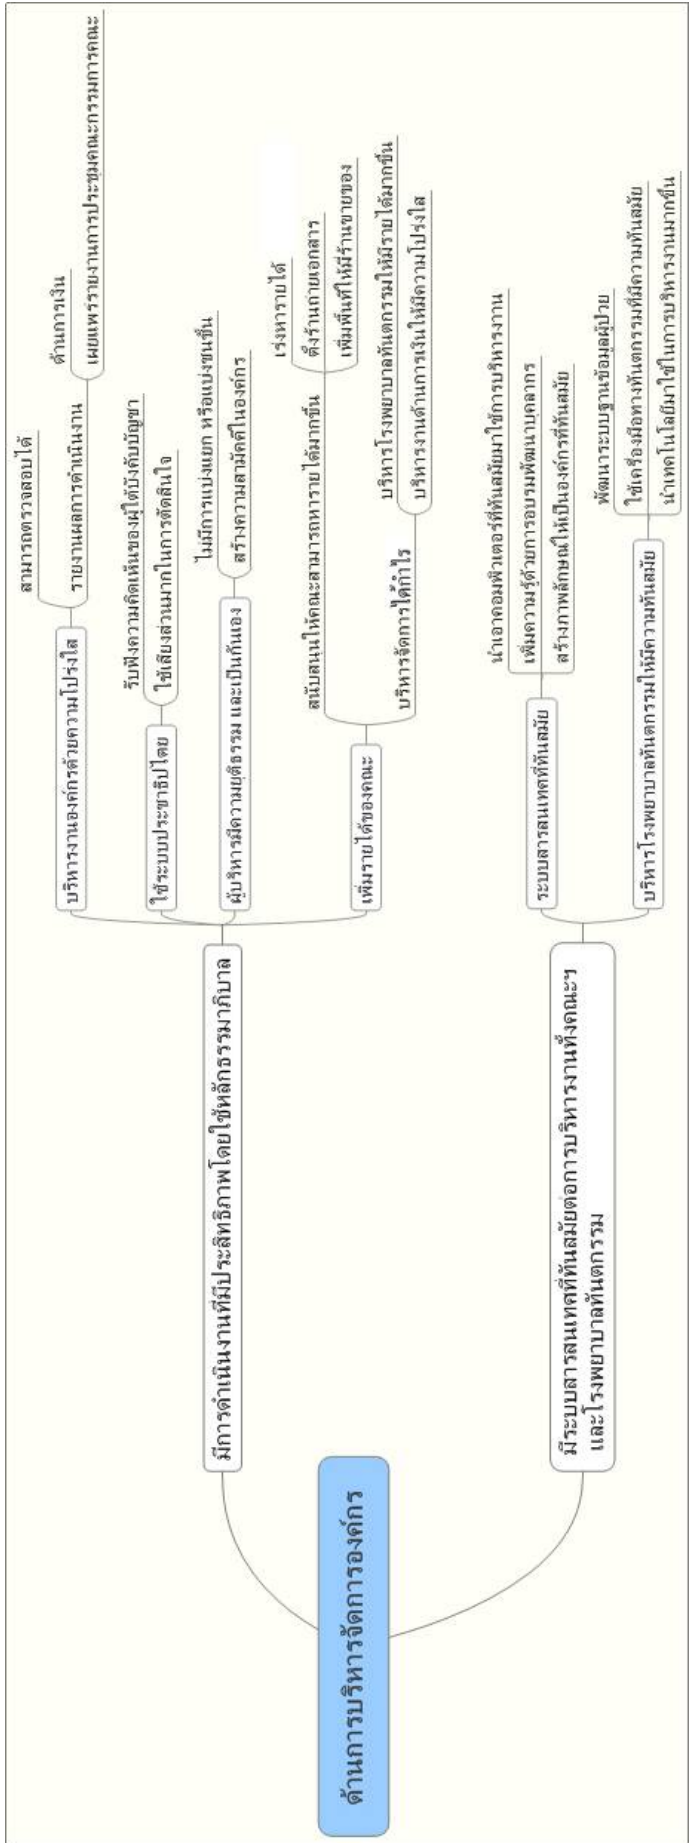 ด้านการบริหารจัดการองค์กร
มีการดำเนินงานที่มีประสิทธิภาพโดยใช้หลักธรรมาภิบาล
บริหารงานองค์กรด้วยความโปร่งใส
สามารถตรวจสอบได้
รายงานผลการดำเนินงาน
ด้านการเงิน
เผยแพร่รายงานการประชุมคณะกรรมการคณะ
ใช้ระบบประชาธิปไตย
รับฟังความคิดเห็นของผู้ใต้บังคับบัญชา
ใช้เสียงส่วนมากในการตัดสินใจ
ผู้บริหารมีความยุติธรรม และเป็นกันเอง
ไม่มีการแบ่งแยก หรือแบ่งชนชั้น
สร้างความสามัคคีในองค์กร
เพิ่มรายได้ของคณะ
สนับสนุนให้คณะสามารถหารายได้มากขึ้น
เร่งหารายได้
ตั้งร้านถ่ายเอกสาร
เพิ่มพื้นที่ให้มีร้านขายของ
บริหารจัดการได้กำไร
บริหารโรงพยาบาลทันตกรรมให้มีรายได้มากขึ้น
บริหารงานด้านการเงินให้มีความโปร่งใส
มีระบบสารสนเทศที่ทันสมัยต่อการบริหารงานทั้งคณะฯ
และโรงพยาบาลทันตกรรม
ระบบสารสนเทศที่ทันสมัย
นำเอาคอมพิวเตอร์ที่ทันสมัยมาใช้การบริหารงาาน
เพิ่มความรู้ด้วยการอบรมพัฒนาบุคลากร
สร้างภาพลักษณ์ให้เป็นองค์กรที่ทันสมัย
บริหารโรงพยาบาลทันตกรรมให้มีความทันสมัย
พัฒนาระบบฐานข้อมูลผู้ป่วย
ใช้เครื่องมือทางทันตกรรมที่มีความทันสมัย
นำเทคโนโลยีมาใช้ในการบริหารงานมากขึ้น